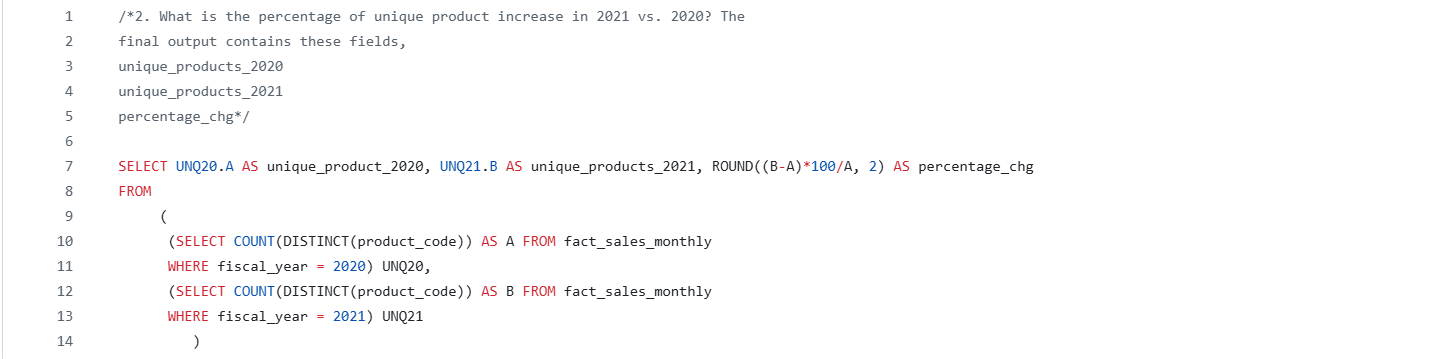 1 /*2. What is the percentage of unique product increase in 2021 vs. 2020? The
2 final output contains these fields,
3 unique_products_2020
4 unique_products_2021
5 percentage_chg*/
6
7 SELECT UNQ20.A AS unique_product_2020, UNQ21.B AS unique_products_2021, ROUND((B-A)*100/A, 2) AS percentage_chg
8 FROM
9 (
10 (SELECT COUNT(DISTINCT(product_code)) AS A FROM fact_sales_monthly
11 WHERE fiscal_year = 2020) UNQ20,
12 (SELECT COUNT(DISTINCT(product_code)) AS B FROM fact_sales_monthly
13 WHERE fiscal_year = 2021) UNQ21
14 )